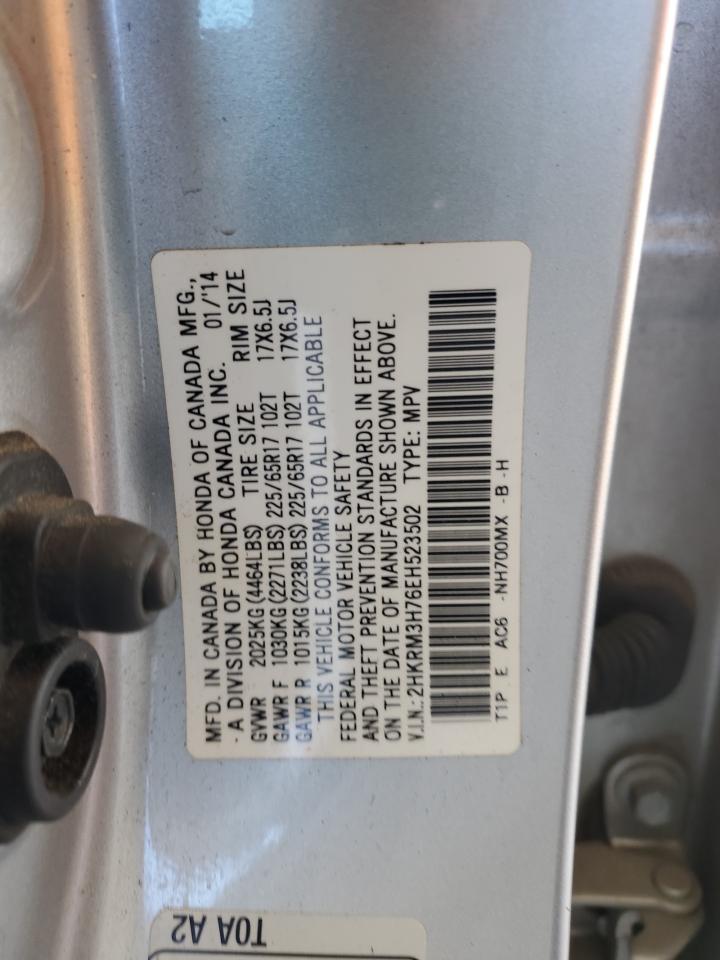 MFD. IN CANADA BY HONDA OF CANADA MFG.,
- A DIVISION OF HONDA CANADA INC. 01/'14
GVWR 2025KG (4464LBS) TIRE SIZE RIM SIZE
GAWR F 1030KG (2271LBS) 225/65R17 102T 17X6.5J
GAWR R 1015KG (2238LBS) 225/65R17 102T 17X6.5J
THIS VEHICLE CONFORMS TO ALL APPLICABLE
FEDERAL MOTOR VEHICLE SAFETY
AND THEFT PREVENTION STANDARDS IN EFFECT
ON THE DATE OF MANUFACTURE SHOWN ABOVE.
V.I.N.: 2HKRM3H76EH523502 TYPE: MPV
T1P E AC6 -NH700MX -B -H
T0A A2